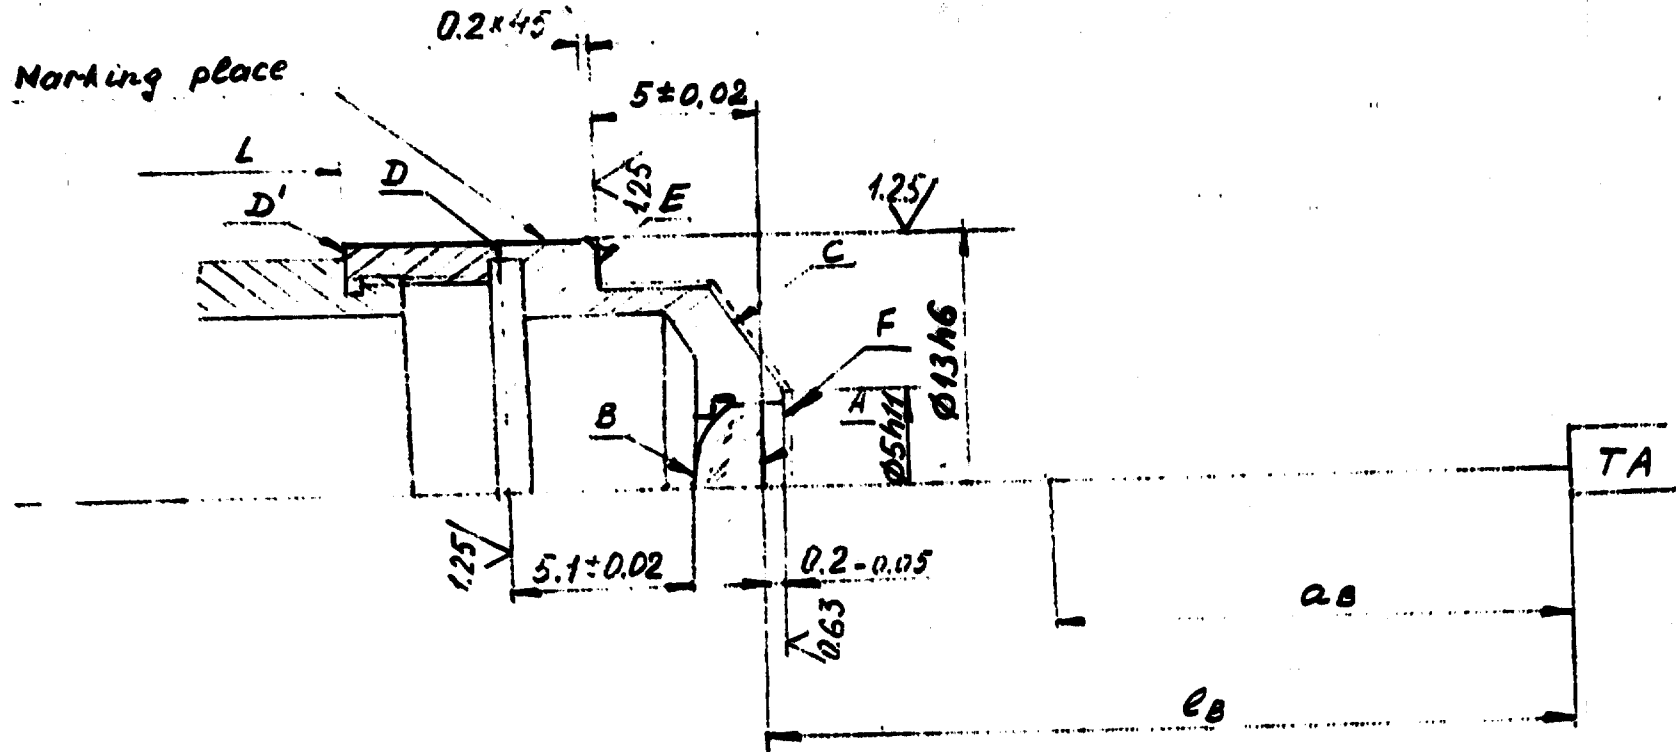 0.2×45°
Marking place
5±0.02
L
D
D'
1.25
E
1.25
C
F
Ø13h6
A
Ø5h11
B
TA
1.25
5.1±0.02
0.2-0.05
0.63
aB
lB